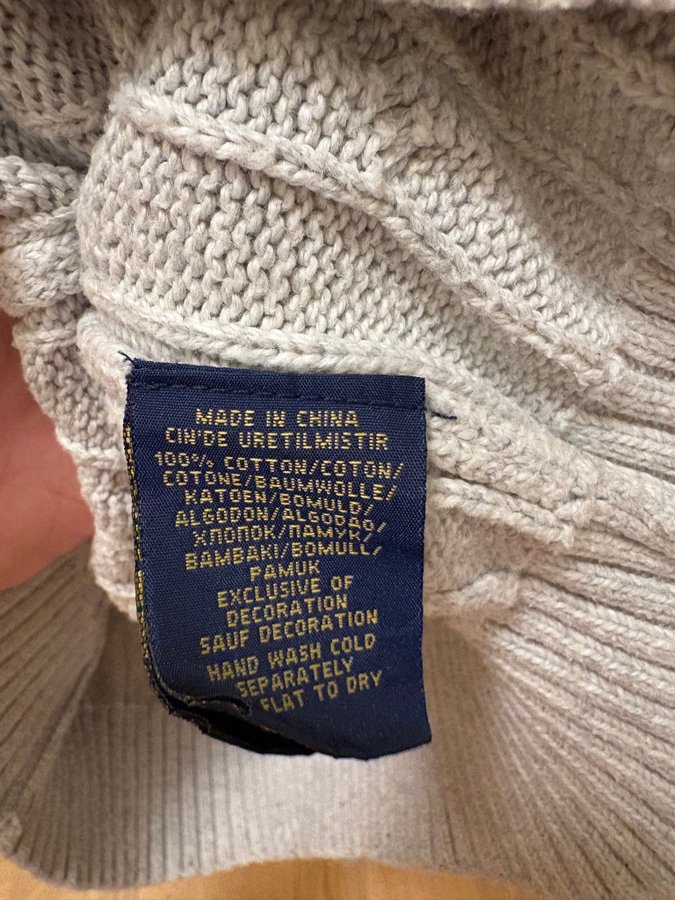 MADE IN CHINA
CIN'DE URETILMISTIR
100% COTTON/COTON/
COTONE/BAUMWOLLE/
KATOEN/BOMULD/
ALGODON/ALGODAO/
ХЛОПОК/ПАМУК/
BAMBAKI/BOMULL/
PAMUK
EXCLUSIVE OF
DECORATION
SAUF DECORATION
HAND WASH COLD
SEPARATELY
FLAT TO DRY